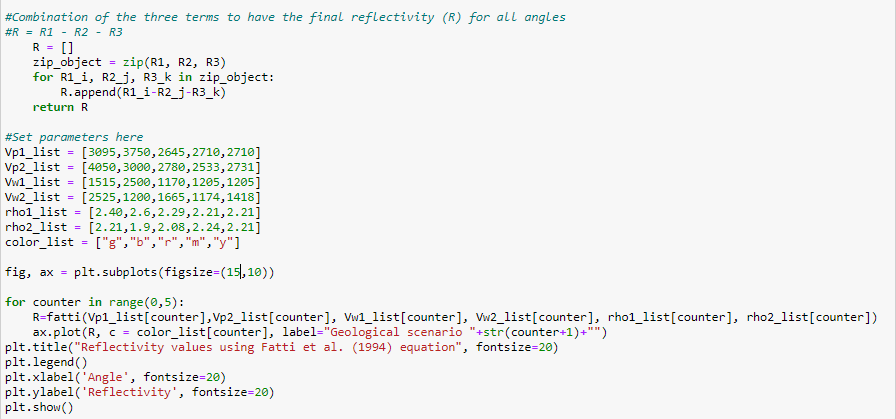 #Combination of the three terms to have the final reflectivity (R) for all angles
#R = R1 - R2 - R3
    R = []
    zip_object = zip(R1, R2, R3)
    for R1_i, R2_j, R3_k in zip_object:
        R.append(R1_i-R2_j-R3_k)
    return R

#Set parameters here
Vp1_list = [3095,3750,2645,2710,2710]
Vp2_list = [4050,3000,2780,2533,2731]
Vw1_list = [1515,2500,1170,1205,1205]
Vw2_list = [2525,1200,1665,1174,1418]
rho1_list = [2.40,2.6,2.29,2.21,2.21]
rho2_list = [2.21,1.9,2.08,2.24,2.21]
color_list = ["g","b","r","m","y"]

fig, ax = plt.subplots(figsize=(15,10))

for counter in range(0,5):
    R=fatti(Vp1_list[counter],Vp2_list[counter], Vw1_list[counter], Vw2_list[counter], rho1_list[counter], rho2_list[counter])
    ax.plot(R, c = color_list[counter], label="Geological scenario "+str(counter+1)+"")
plt.title("Reflectivity values using Fatti et al. (1994) equation", fontsize=20)
plt.legend()
plt.xlabel('Angle', fontsize=20)
plt.ylabel('Reflectivity', fontsize=20)
plt.show()